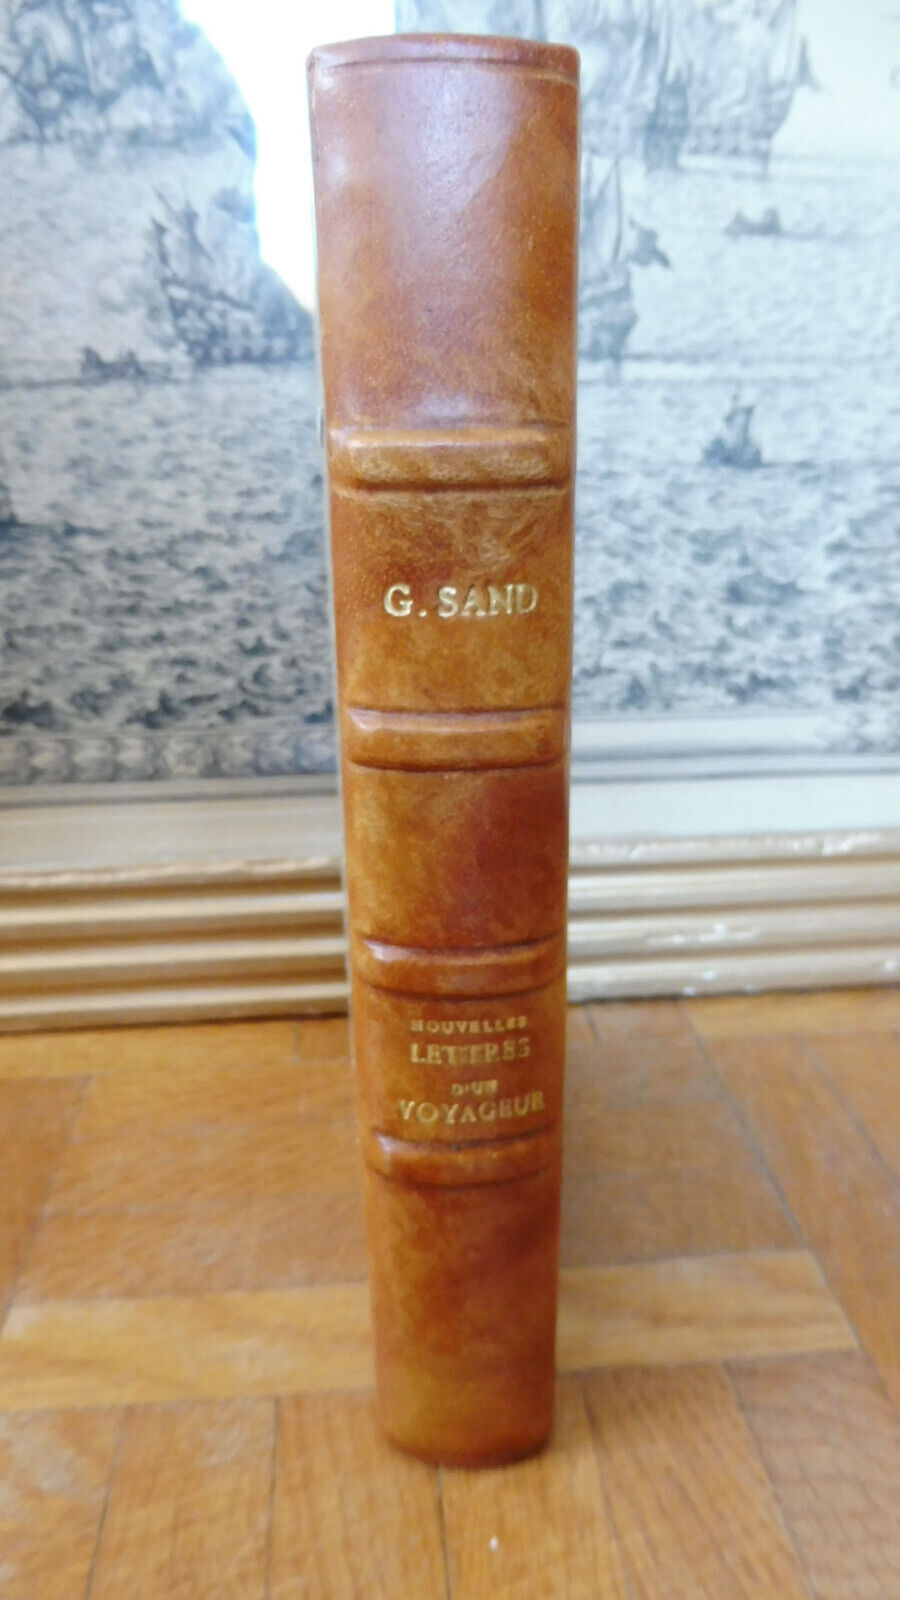 G. SAND
NOUVELLES
LETTRES
D'UN
VOYAGEUR